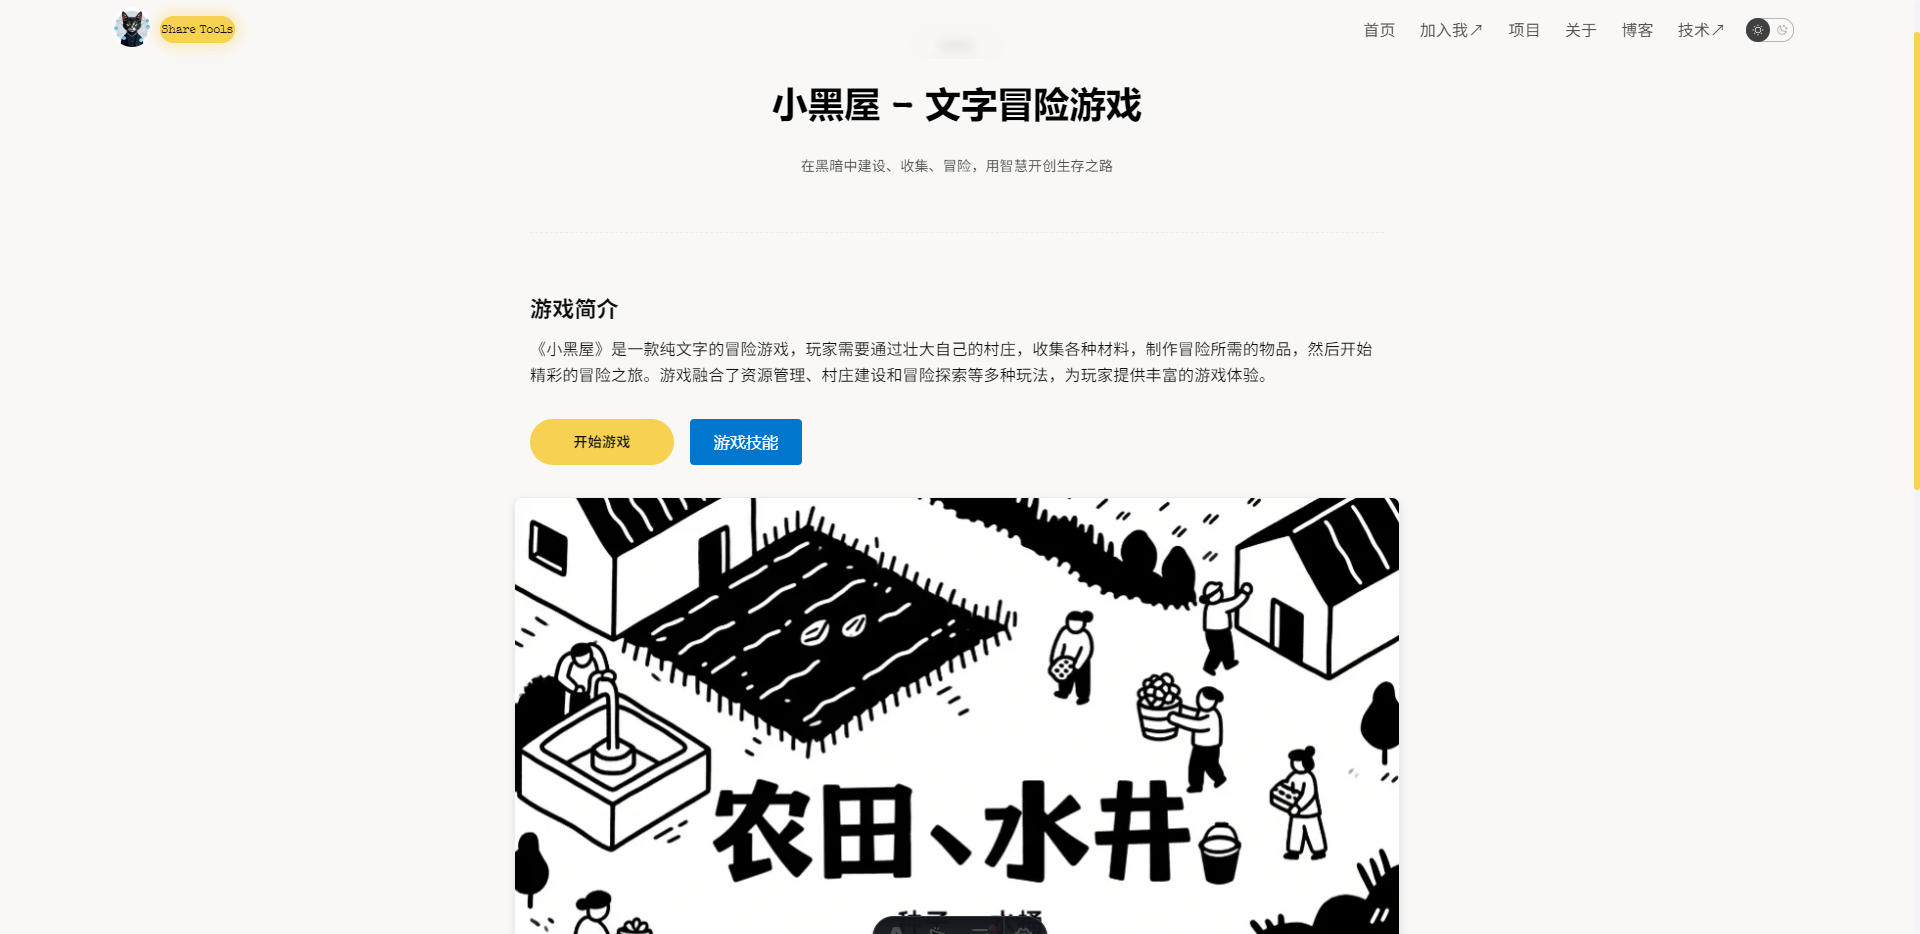 Share Tools
首页
加入我↗
项目
关于
博客
技术↗
小黑屋 – 文字冒险游戏
在黑暗中建设、收集、冒险，用智慧开创生存之路
游戏简介
《小黑屋》是一款纯文字的冒险游戏，玩家需要通过壮大自己的村庄，收集各种材料，制作冒险所需的物品，然后开始
精彩的冒险之旅。游戏融合了资源管理、村庄建设和冒险探索等多种玩法，为玩家提供丰富的游戏体验。
开始游戏
游戏技能
农田、水井